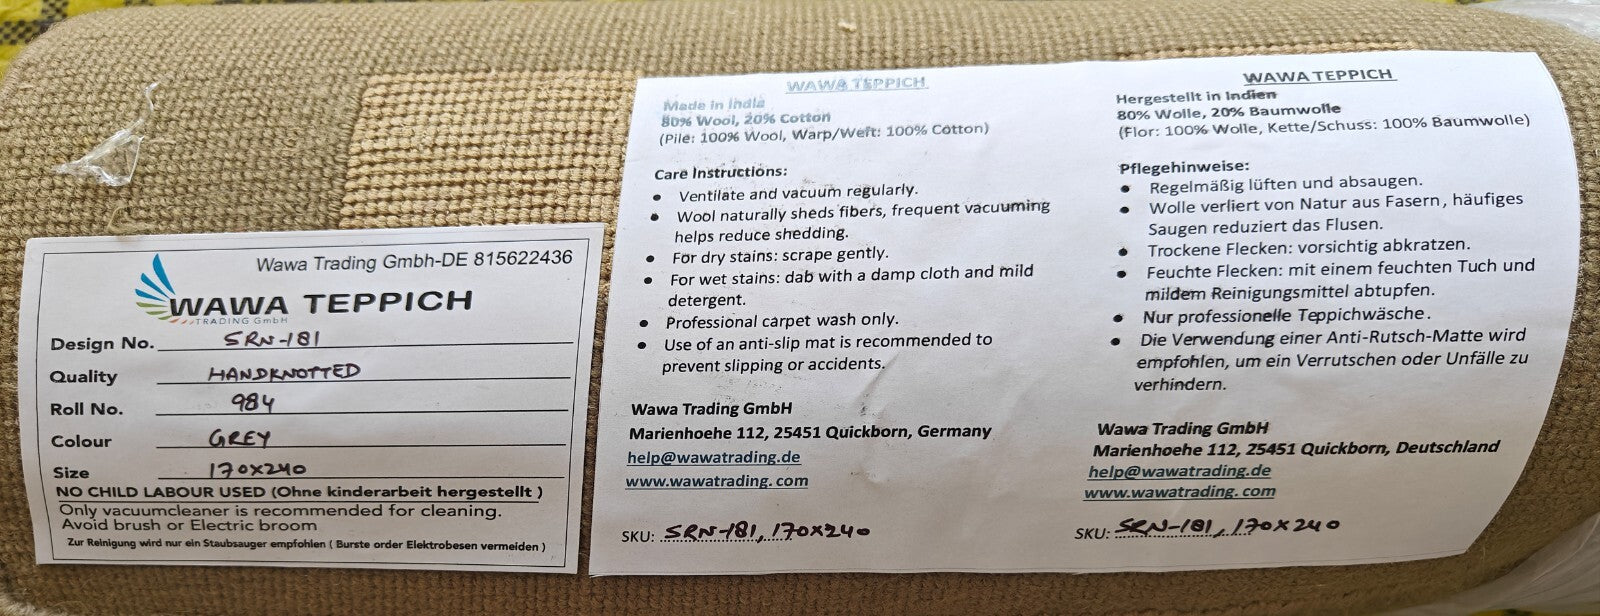 Wawa Trading Gmbh-DE 815622436
WAWA TEPPICH
TRADING GmbH
Design No. SRN-181
Quality HANDKNOTTED
Roll No. 984
Colour GREY
Size 170X240
NO CHILD LABOUR USED (Ohne kinderarbeit hergestellt )
Only vacuumcleaner is recommended for cleaning.
Avoid brush or Electric broom
Zur Reinigung wird nur ein Staubsauger empfohlen ( Burste order Elektrobesen vermeiden )
WAWA TEPPICH
Made in India
80% Wool, 20% Cotton
(Pile: 100% Wool, Warp/Weft: 100% Cotton)
Care Instructions:
• Ventilate and vacuum regularly.
• Wool naturally sheds fibers, frequent vacuuming
helps reduce shedding.
• For dry stains: scrape gently.
• For wet stains: dab with a damp cloth and mild
detergent.
• Professional carpet wash only.
• Use of an anti-slip mat is recommended to
prevent slipping or accidents.
Wawa Trading GmbH
Marienhoehe 112, 25451 Quickborn, Germany
help@wawatrading.de
www.wawatrading. com
SKU: SRN-181, 170X240
WAWA TEPPICH
Hergestellt in Indien
80% Wolle, 20% Baumwolle
(Flor: 100% Wolle, Kette/Schuss: 100% Baumwolle)
Pflegehinweise:
• Regelmäßig lüften und absaugen.
• Wolle verliert von Natur aus Fasern, häufiges
Saugen reduziert das Flusen.
• Trockene Flecken: vorsichtig abkratzen.
• Feuchte Flecken: mit einem feuchten Tuch und
mildem Reinigungsmittel abtupfen.
• Nur professionelle Teppichwäsche.
• Die Verwendung einer Anti-Rutsch-Matte wird
empfohlen, um ein Verrutschen oder Unfälle zu
verhindern.
Wawa Trading GmbH
Marienhoehe 112, 25451 Quickborn, Deutschland
help@wawatrading.de
www.wawatrading. com
SKU: SRN-181, 170X240